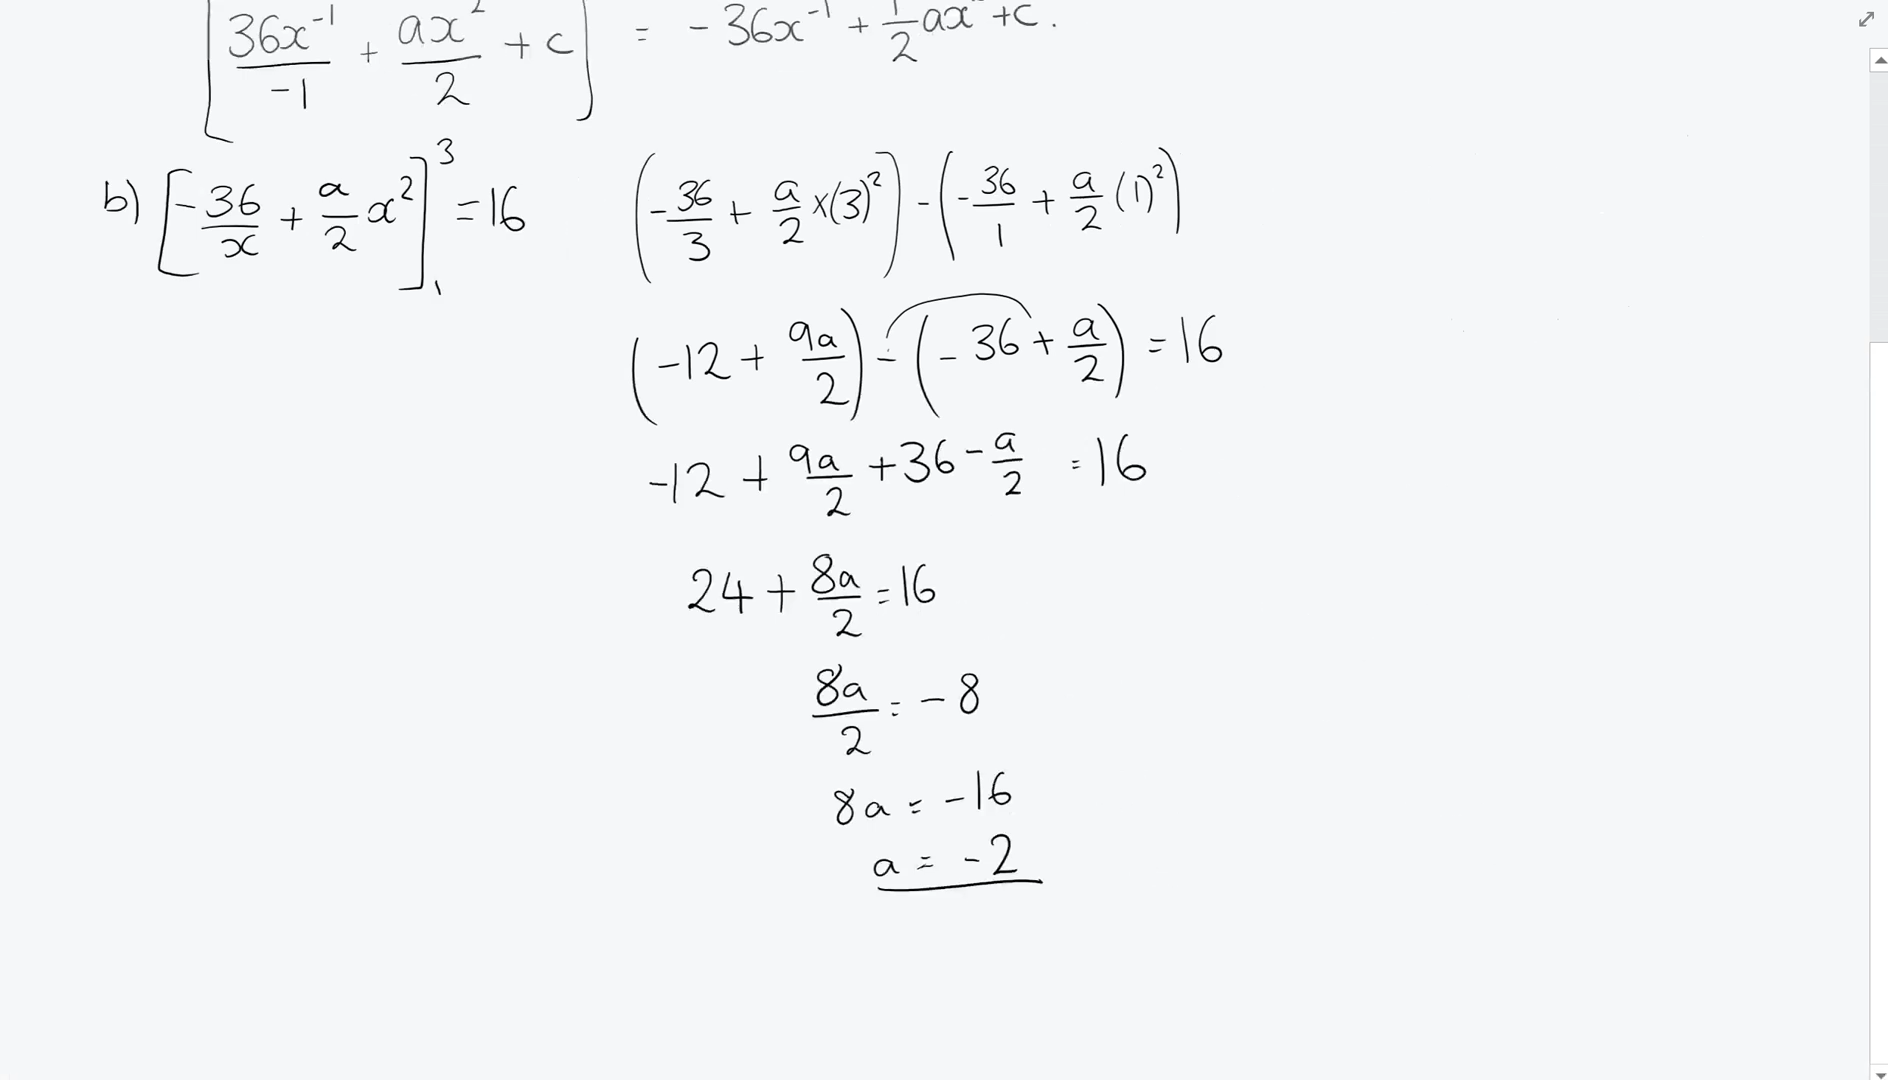 [36x⁻¹/-1 + ax²/2 + c] = -36x⁻¹ + 1/2 ax +c.
b) [-36/x + a/2 x²]₁³ = 16
(-36/3 + a/2 ×(3)²) - (-36/1 + a/2 (1)²)
(-12 + 9a/2) - (-36 + a/2) = 16
-12 + 9a/2 + 36 - a/2 = 16
24 + 8a/2 = 16
8a/2 = -8
8a = -16
a = -2